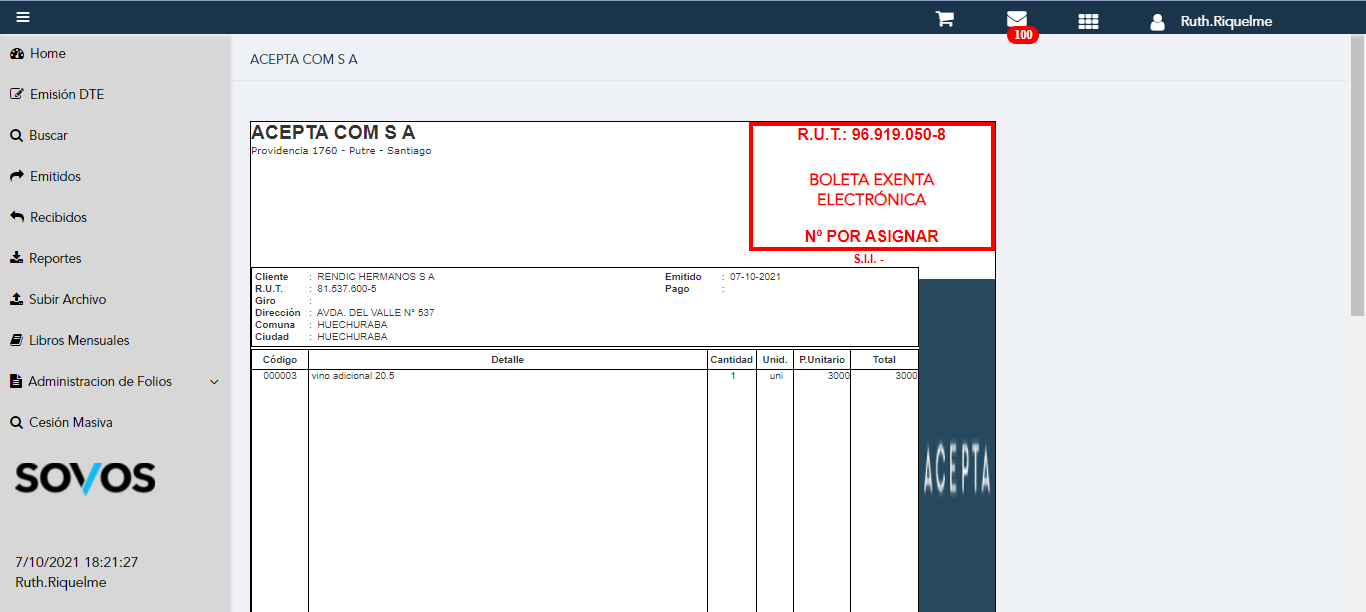 Ruth.Riquelme
100
Home
Emisión DTE
Buscar
Emitidos
Recibidos
Reportes
Subir Archivo
Libros Mensuales
Administracion de Folios
Cesión Masiva
SOVOS
7/10/2021 18:21:27
Ruth.Riquelme
ACEPTA COM S A
ACEPTA COM S A
Providencia 1760 - Putre - Santiago
R.U.T.: 96.919.050-8
BOLETA EXENTA
ELECTRÓNICA
Nº POR ASIGNAR
S.I.I. -
Cliente : RENDIC HERMANOS S A Emitido : 07-10-2021
R.U.T. : 81.537.600-5 Pago :
Giro :
Dirección : AVDA. DEL VALLE N° 537
Comuna : HUECHURABA
Ciudad : HUECHURABA
Código Detalle Cantidad Unid. P.Unitario Total
000003 vino adicional 20.5 1 uni 3000 3000
ACEPTA